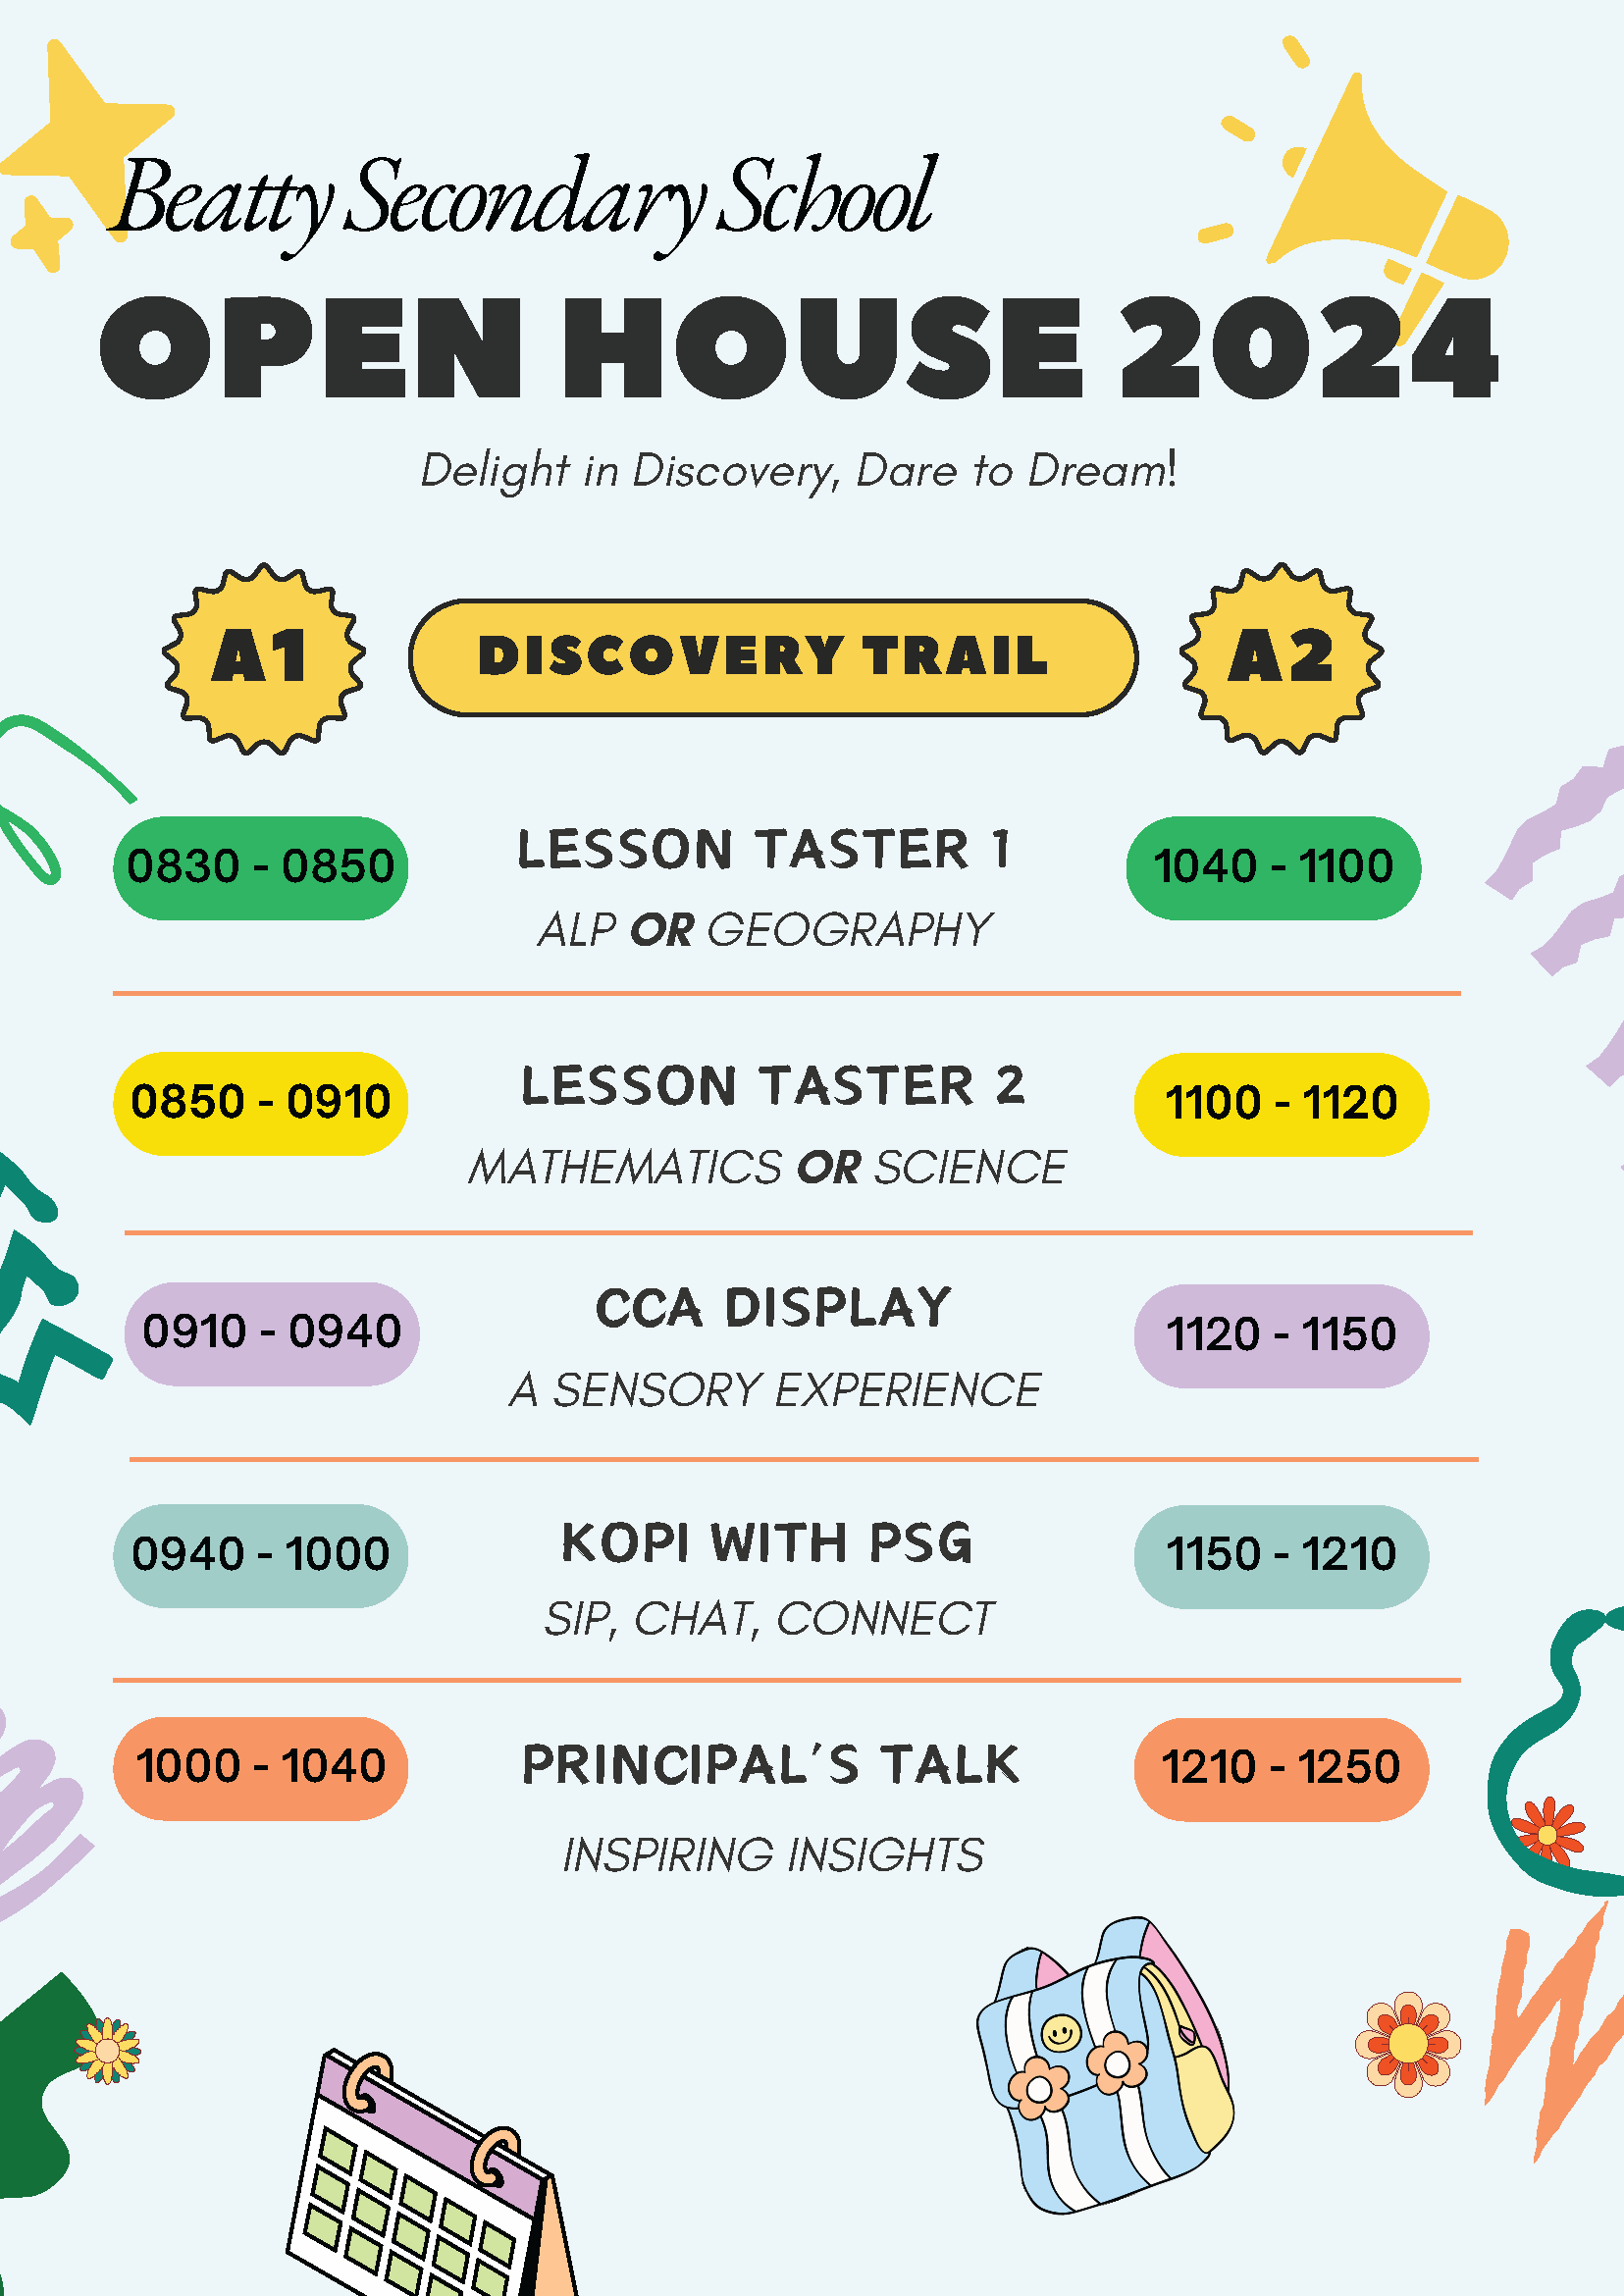 Beatty Secondary School
OPEN HOUSE 2024
Delight in Discovery, Dare to Dream!
A1
DISCOVERY TRAIL
A2
0830 - 0850
LESSON TASTER 1
1040 - 1100
ALP OR GEOGRAPHY
0850 - 0910
LESSON TASTER 2
1100 - 1120
MATHEMATICS OR SCIENCE
0910 - 0940
CCA DISPLAY
1120 - 1150
A SENSORY EXPERIENCE
0940 - 1000
KOPI WITH PSG
1150 - 1210
SIP, CHAT, CONNECT
1000 - 1040
PRINCIPAL'S TALK
1210 - 1250
INSPIRING INSIGHTS